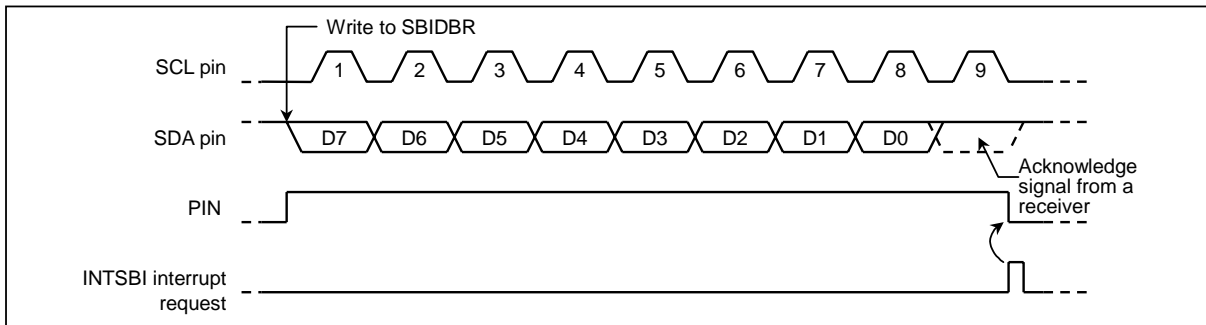 Write to SBIDBR
SCL pin
1 2 3 4 5 6 7 8 9
SDA pin
D7 D6 D5 D4 D3 D2 D1 D0
Acknowledge
signal from a
receiver
PIN
INTSBI interrupt
request